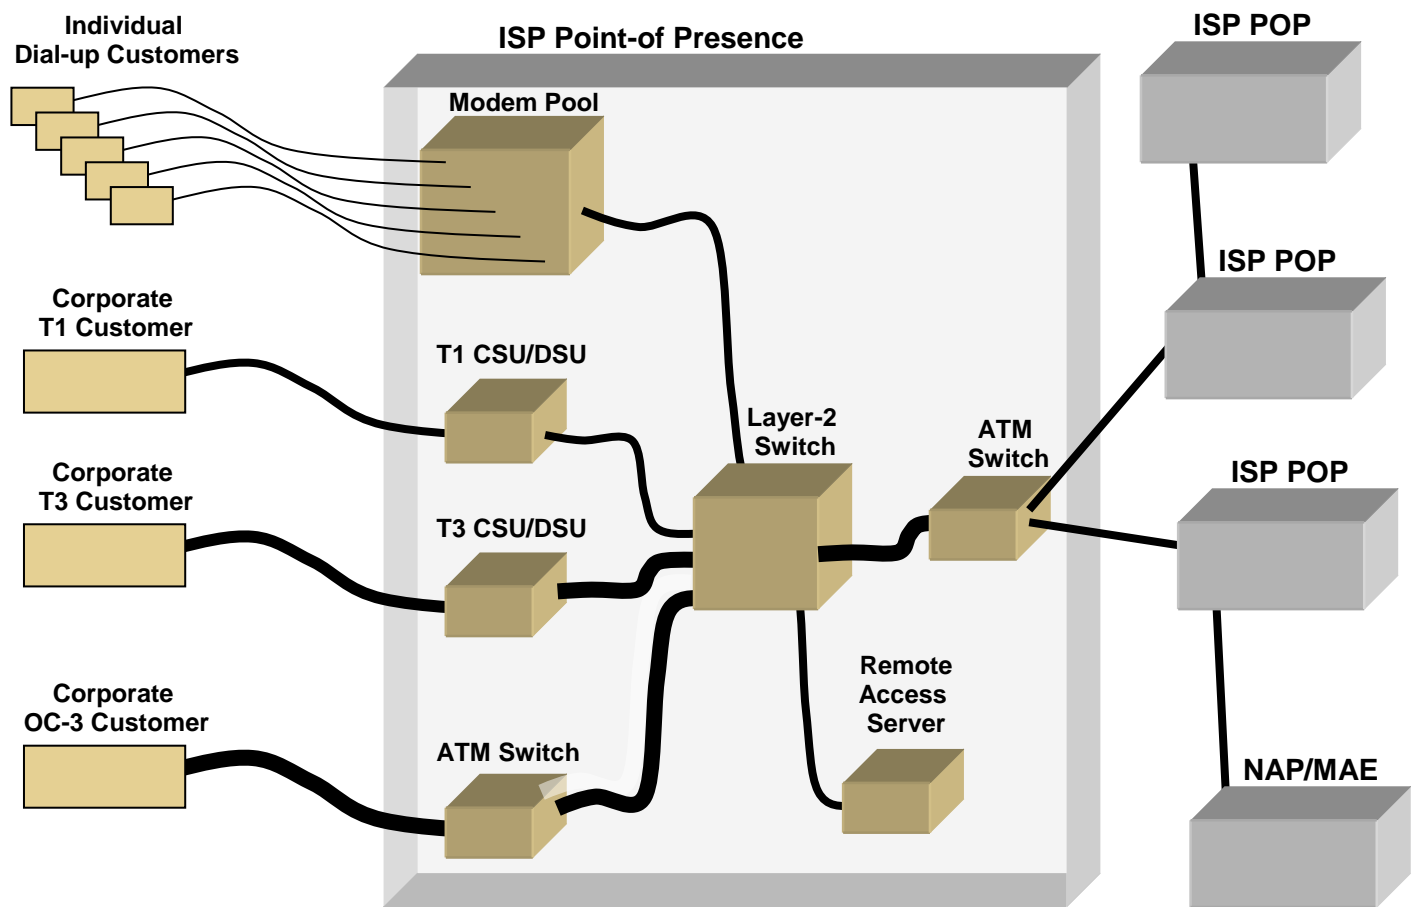 Individual
Dial-up Customers
ISP Point-of Presence
ISP POP
Modem Pool
ISP POP
Corporate
T1 Customer
T1 CSU/DSU
Layer-2
Switch
ATM
Switch
ISP POP
Corporate
T3 Customer
T3 CSU/DSU
Remote
Access
Server
Corporate
OC-3 Customer
ATM Switch
NAP/MAE